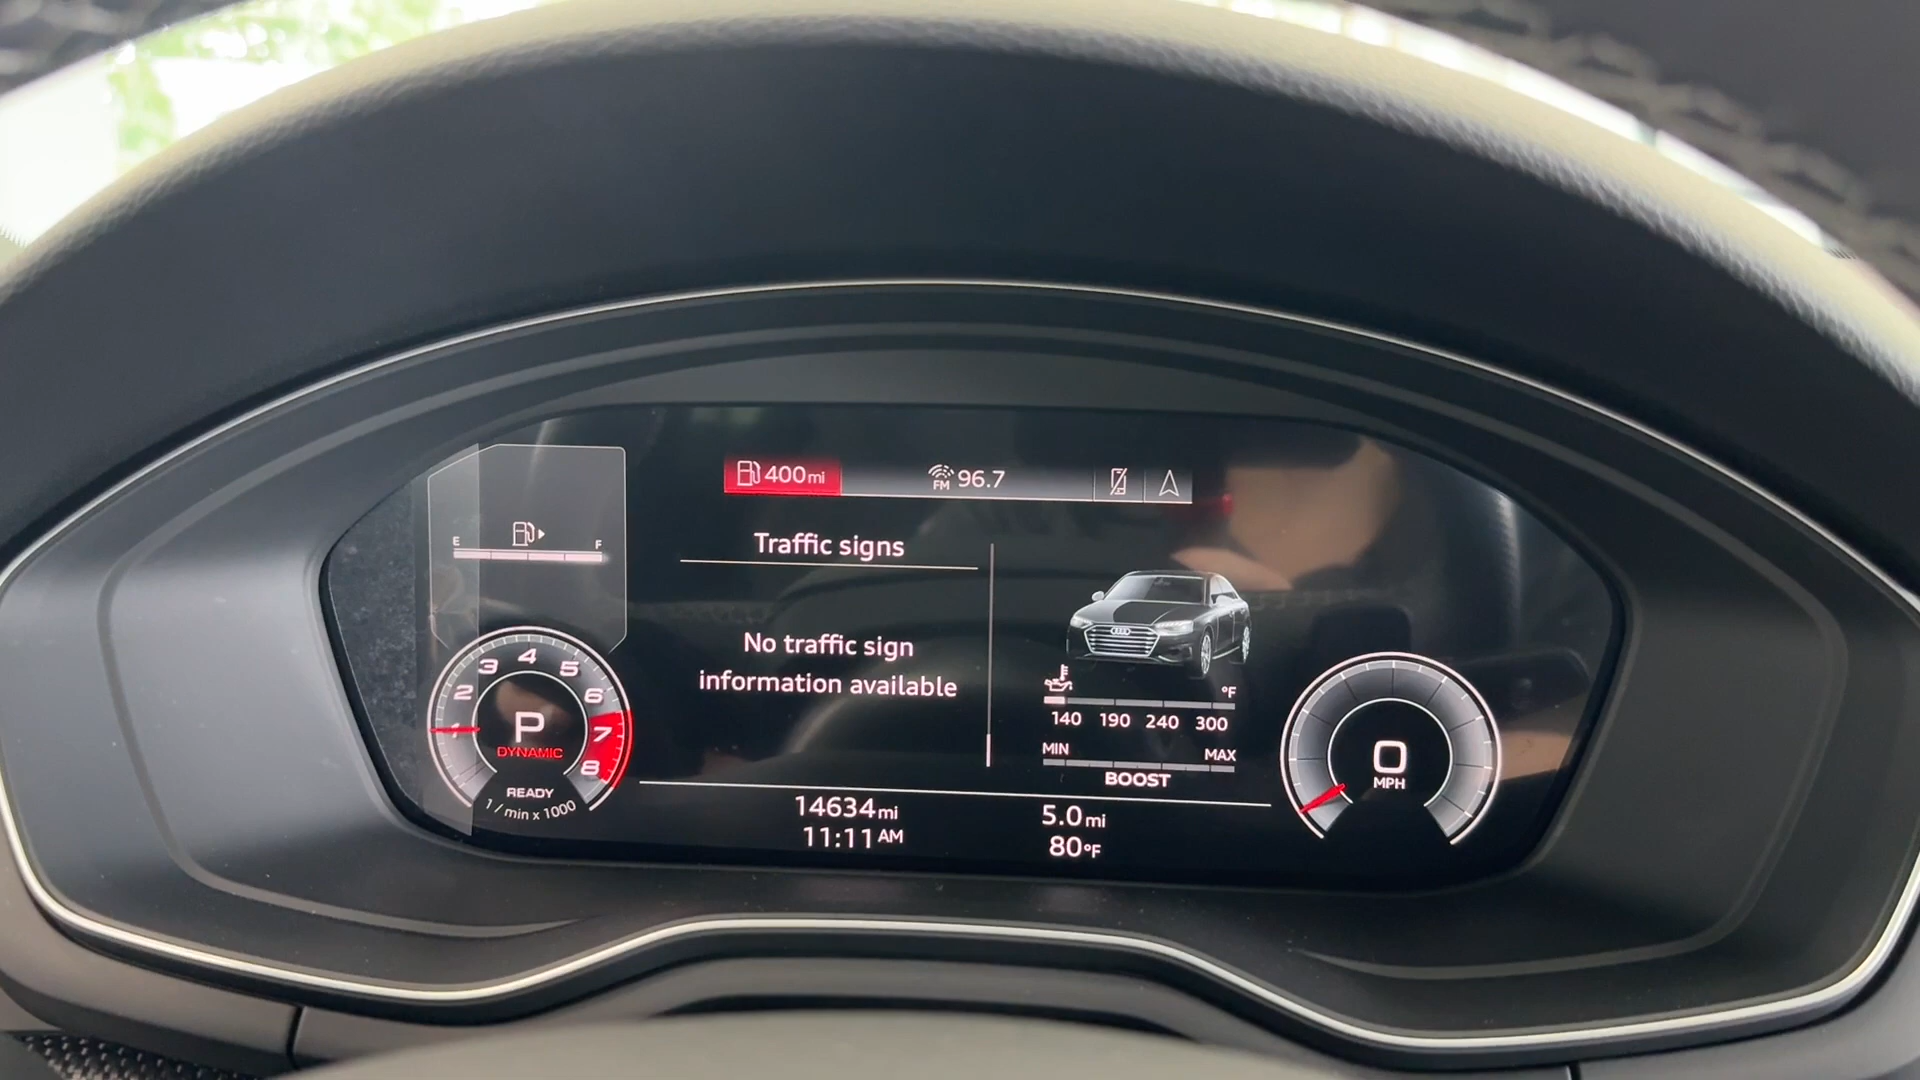 400mi
FM 96.7
E F
Traffic signs
No traffic sign
information available
1 2 3 4 5 6 7 8
P
DYNAMIC
READY
1 / min x 1000
°F
140 190 240 300
MIN MAX
BOOST
0
MPH
14634mi
5.0mi
11:11AM
80°F